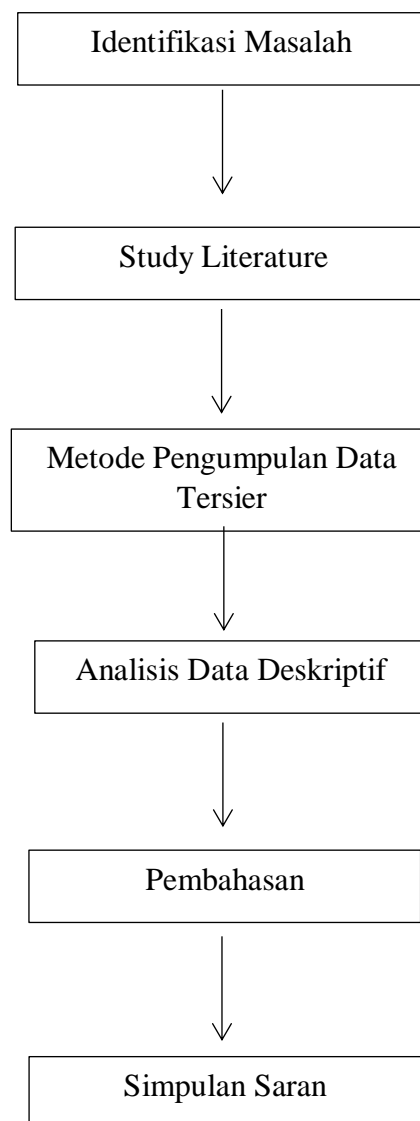 Identifikasi Masalah
Study Literature
Metode Pengumpulan Data
Tersier
Analisis Data Deskriptif
Pembahasan
Simpulan Saran